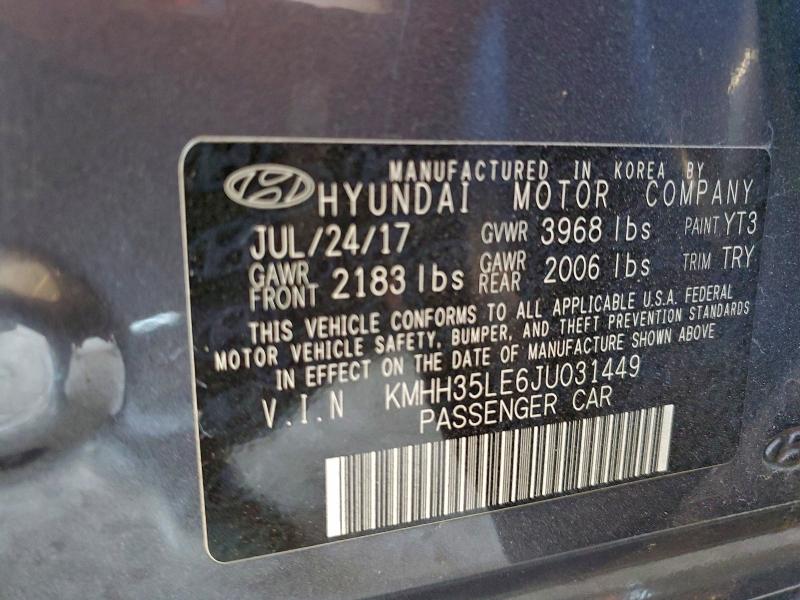 MANUFACTURED IN KOREA BY
HYUNDAI MOTOR COMPANY
JUL/24/17 GVWR 3968 lbs PAINT YT3
GAWR FRONT 2183 lbs GAWR REAR 2006 lbs TRIM TRY
THIS VEHICLE CONFORMS TO ALL APPLICABLE U.S.A. FEDERAL
MOTOR VEHICLE SAFETY, BUMPER, AND THEFT PREVENTION STANDARDS
IN EFFECT ON THE DATE OF MANUFACTURE SHOWN ABOVE
V.I.N KMHH35LE6JU031449
PASSENGER CAR